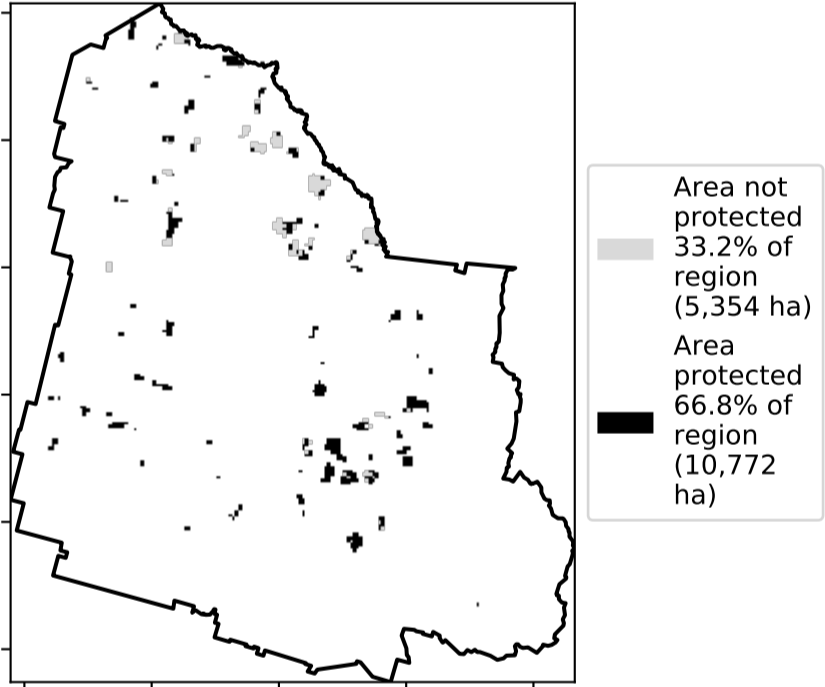 Area not
protected
33.2% of
region
(5,354 ha)
Area
protected
66.8% of
region
(10,772
ha)